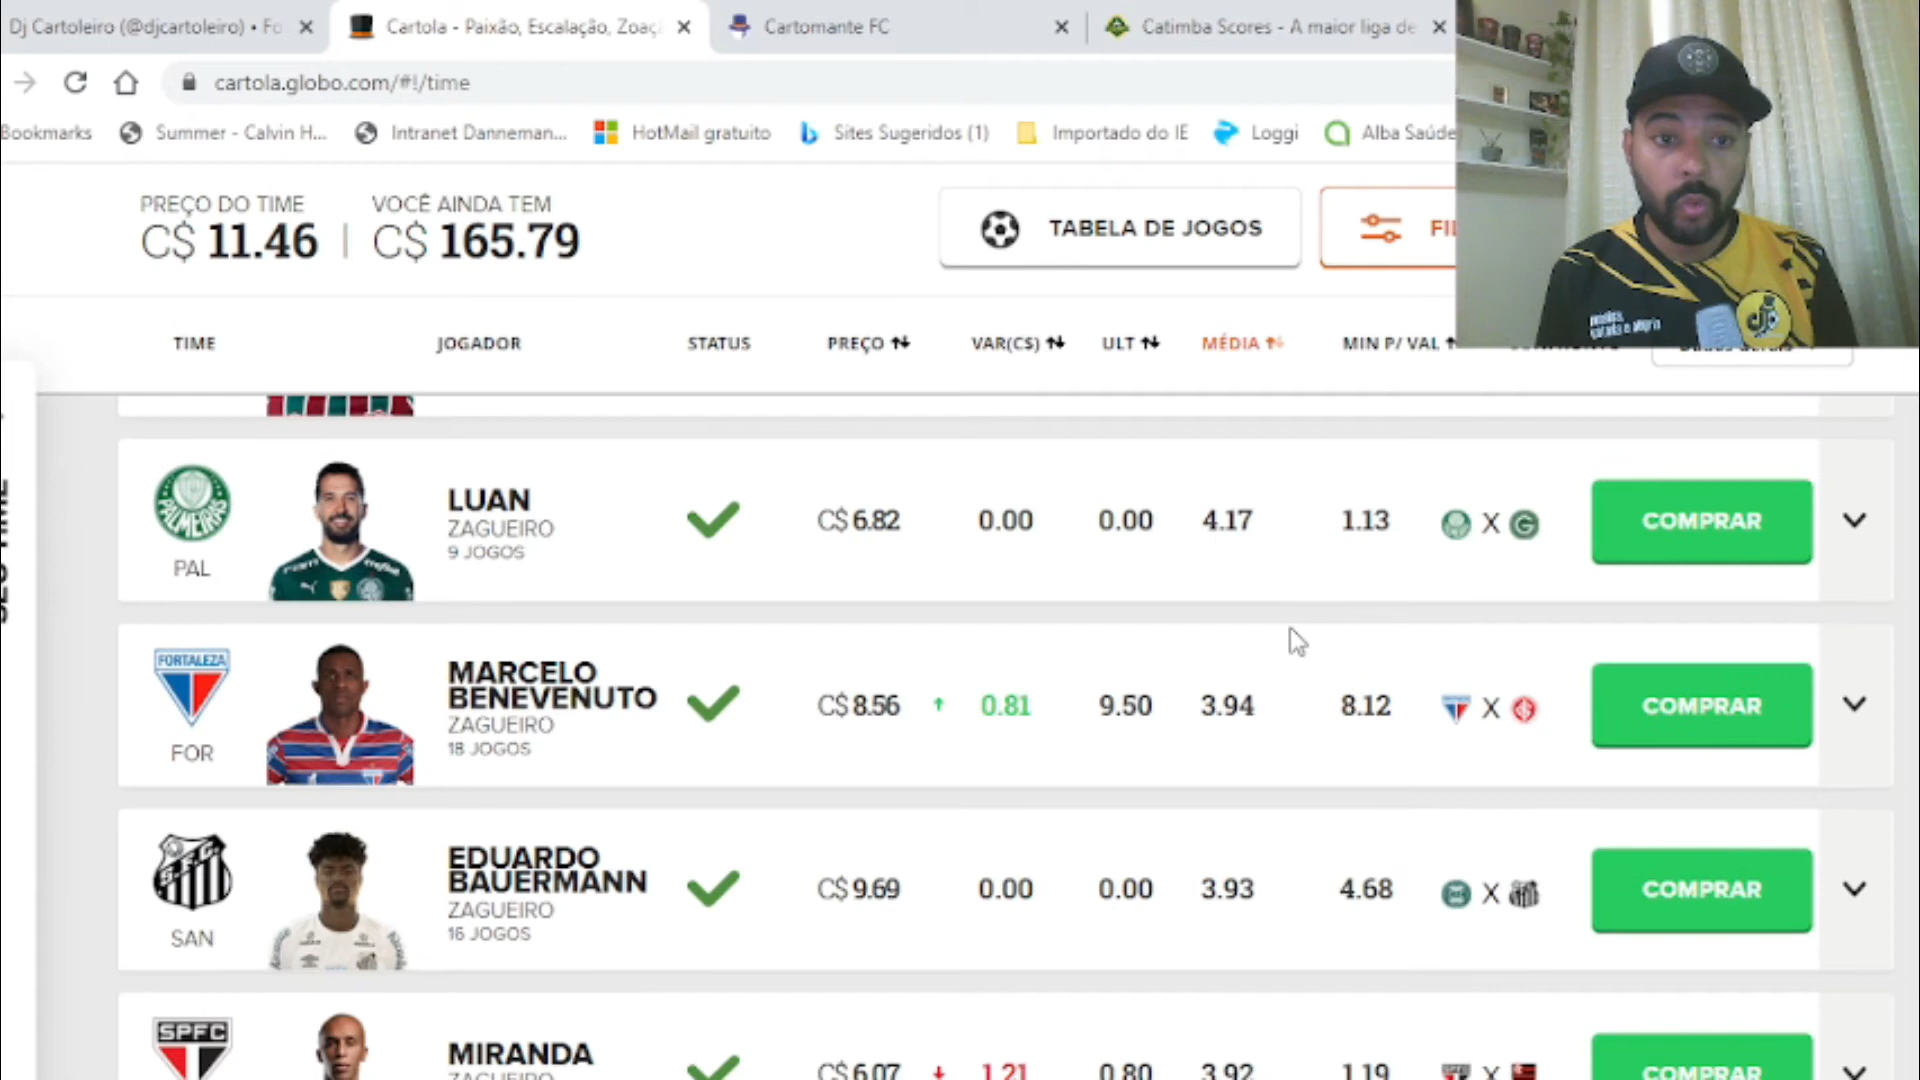 Dj Cartoleiro (@djcartoleiro) • Fo
Cartola - Paixão, Escalação, Zoaç
Cartomante FC
Catimba Scores - A maior liga de
cartola.globo.com/#!/time
Bookmarks
Summer - Calvin H...
Intranet Danneman...
HotMail gratuito
Sites Sugeridos (1)
Importado do IE
Loggi
Alba Saúde
PREÇO DO TIME
C$ 11.46
VOCÊ AINDA TEM
C$ 165.79
TABELA DE JOGOS
FIL
TIME JOGADOR STATUS PREÇO VAR(C$) ULT MÉDIA MIN P/ VAL
PALMEIRAS
PAL
LUAN
ZAGUEIRO
9 JOGOS
C$ 6.82 0.00 0.00 4.17 1.13 X COMPRAR
FORTALEZA
FOR
MARCELO
BENEVENUTO
ZAGUEIRO
18 JOGOS
C$ 8.56 0.81 9.50 3.94 8.12 X COMPRAR
SAN
EDUARDO
BAUERMANN
ZAGUEIRO
16 JOGOS
C$ 9.69 0.00 0.00 3.93 4.68 X COMPRAR
SPFC
MIRANDA
ZAGUEIRO
C$ 6.07 1.21 0.80 3.92 1.19 X COMPRAR